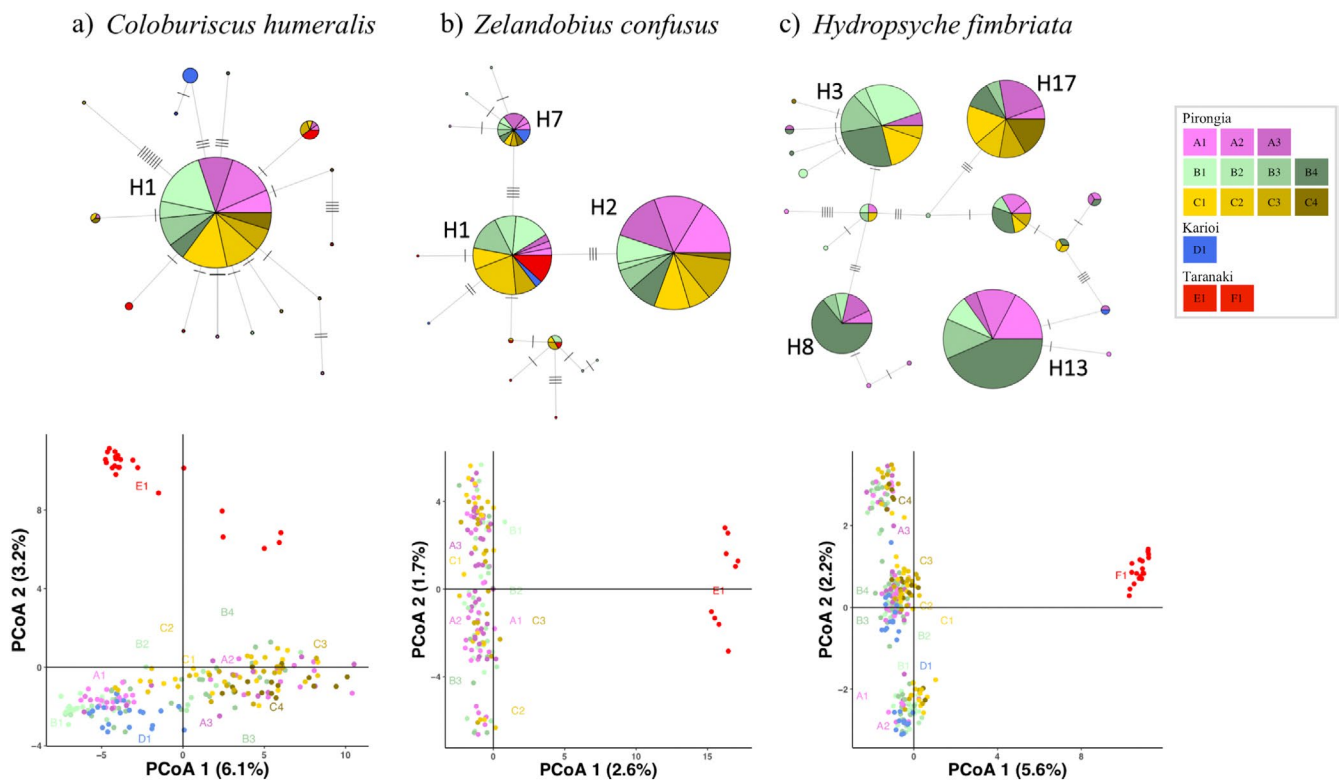 a) Coloburiscus humeralis
b) Zelandobius confusus
c) Hydropsyche fimbriata
H1
H7
H1
H2
H3
H17
H8
H13
Pirongia
A1 A2 A3
B1 B2 B3 B4
C1 C2 C3 C4
Karioi
D1
Taranaki
E1 F1
PCoA 2 (3.2%)
8
4
0
−4
−5 0 5 10
PCoA 1 (6.1%)
E1
B4
C2
B2
C1
A2
C3
A1
C4
B1
A3
D1
B3
PCoA 2 (1.7%)
4
0
−4
0 5 10 15
PCoA 1 (2.6%)
B1
A3
C1
B2
E1
A2
A1
C3
B3
C2
PCoA 2 (2.2%)
2
0
−2
0 4 8
PCoA 1 (5.6%)
C4
A3
C3
F1
B4
C2
B3
C1
B2
B1
D1
A1
A2